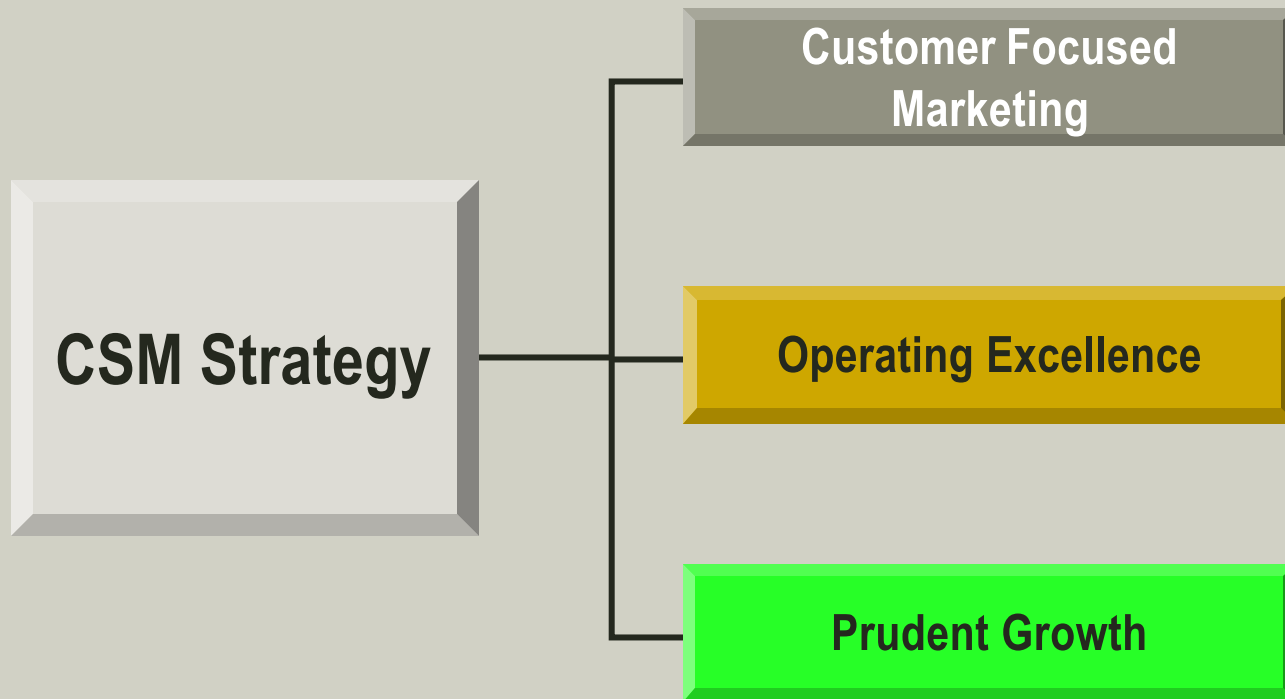 Customer Focused
Marketing
CSM Strategy
Operating Excellence
Prudent Growth